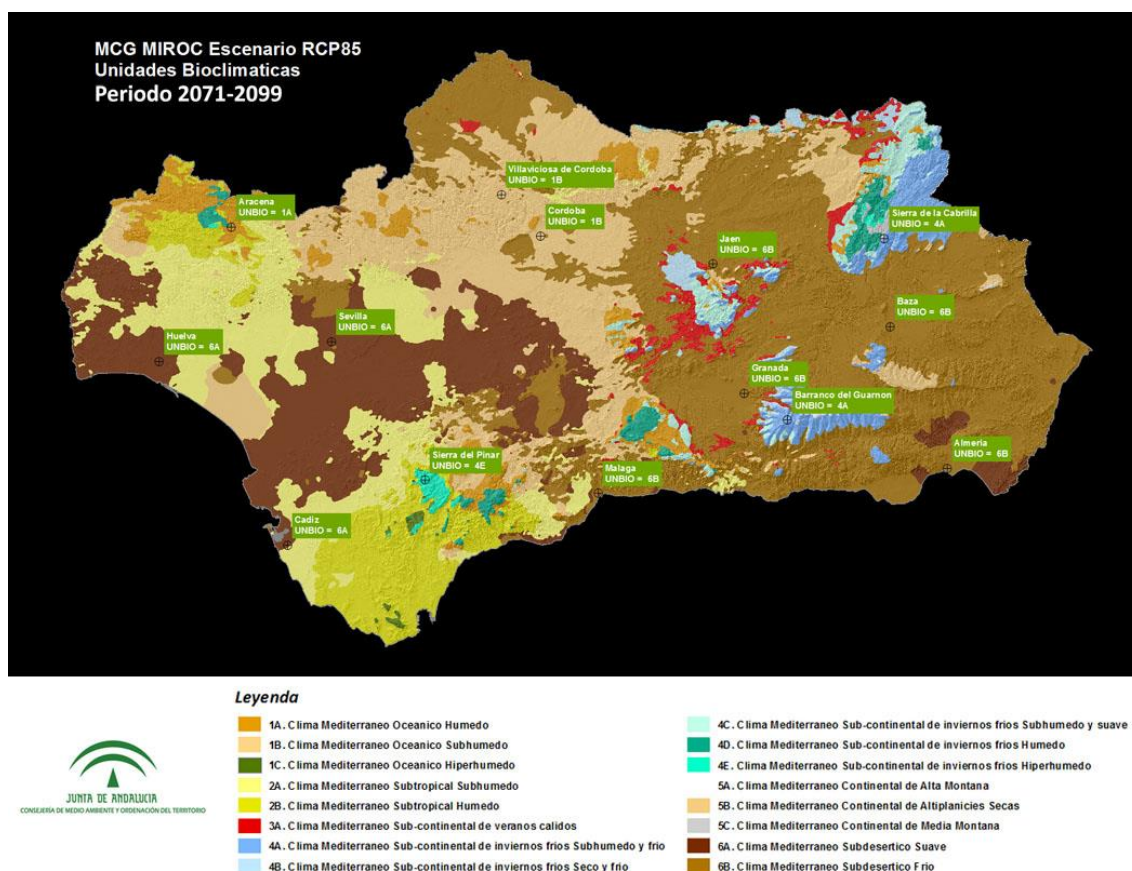 MCG MIROC Escenario RCP85
Unidades Bioclimaticas
Periodo 2071-2099
Villaviciosa de Cordoba
UNBIO = 1B
Aracena
UNBIO = 1A
Cordoba
UNBIO = 1B
Sierra de la Cabrilla
UNBIO = 4A
Jaen
UNBIO = 6B
Baza
UNBIO = 6B
Sevilla
UNBIO = 6A
Huelva
UNBIO = 6A
Granada
UNBIO = 6B
Barranco del Guarnon
UNBIO = 4A
Almeria
UNBIO = 6B
Sierra del Pinar
UNBIO = 4E
Malaga
UNBIO = 6B
Cadiz
UNBIO = 6A
Leyenda
1A. Clima Mediterraneo Oceanico Humedo
1B. Clima Mediterraneo Oceanico Subhumedo
1C. Clima Mediterraneo Oceanico Hiperhumedo
2A. Clima Mediterraneo Subtropical Subhumedo
2B. Clima Mediterraneo Subtropical Humedo
3A. Clima Mediterraneo Sub-continental de veranos calidos
4A. Clima Mediterraneo Sub-continental de inviernos frios Subhumedo y frio
4B. Clima Mediterraneo Sub-continental de inviernos frios Seco y frio
4C. Clima Mediterraneo Sub-continental de inviernos frios Subhumedo y suave
4D. Clima Mediterraneo Sub-continental de inviernos frios Humedo
4E. Clima Mediterraneo Sub-continental de inviernos frios Hiperhumedo
5A. Clima Mediterraneo Continental de Alta Montana
5B. Clima Mediterraneo Continental de Altiplanicies Secas
5C. Clima Mediterraneo Continental de Media Montana
6A. Clima Mediterraneo Subdesertico Suave
6B. Clima Mediterraneo Subdesertico Frio
JUNTA DE ANDALUCIA
CONSEJERÍA DE MEDIO AMBIENTE Y ORDENACIÓN DEL TERRITORIO